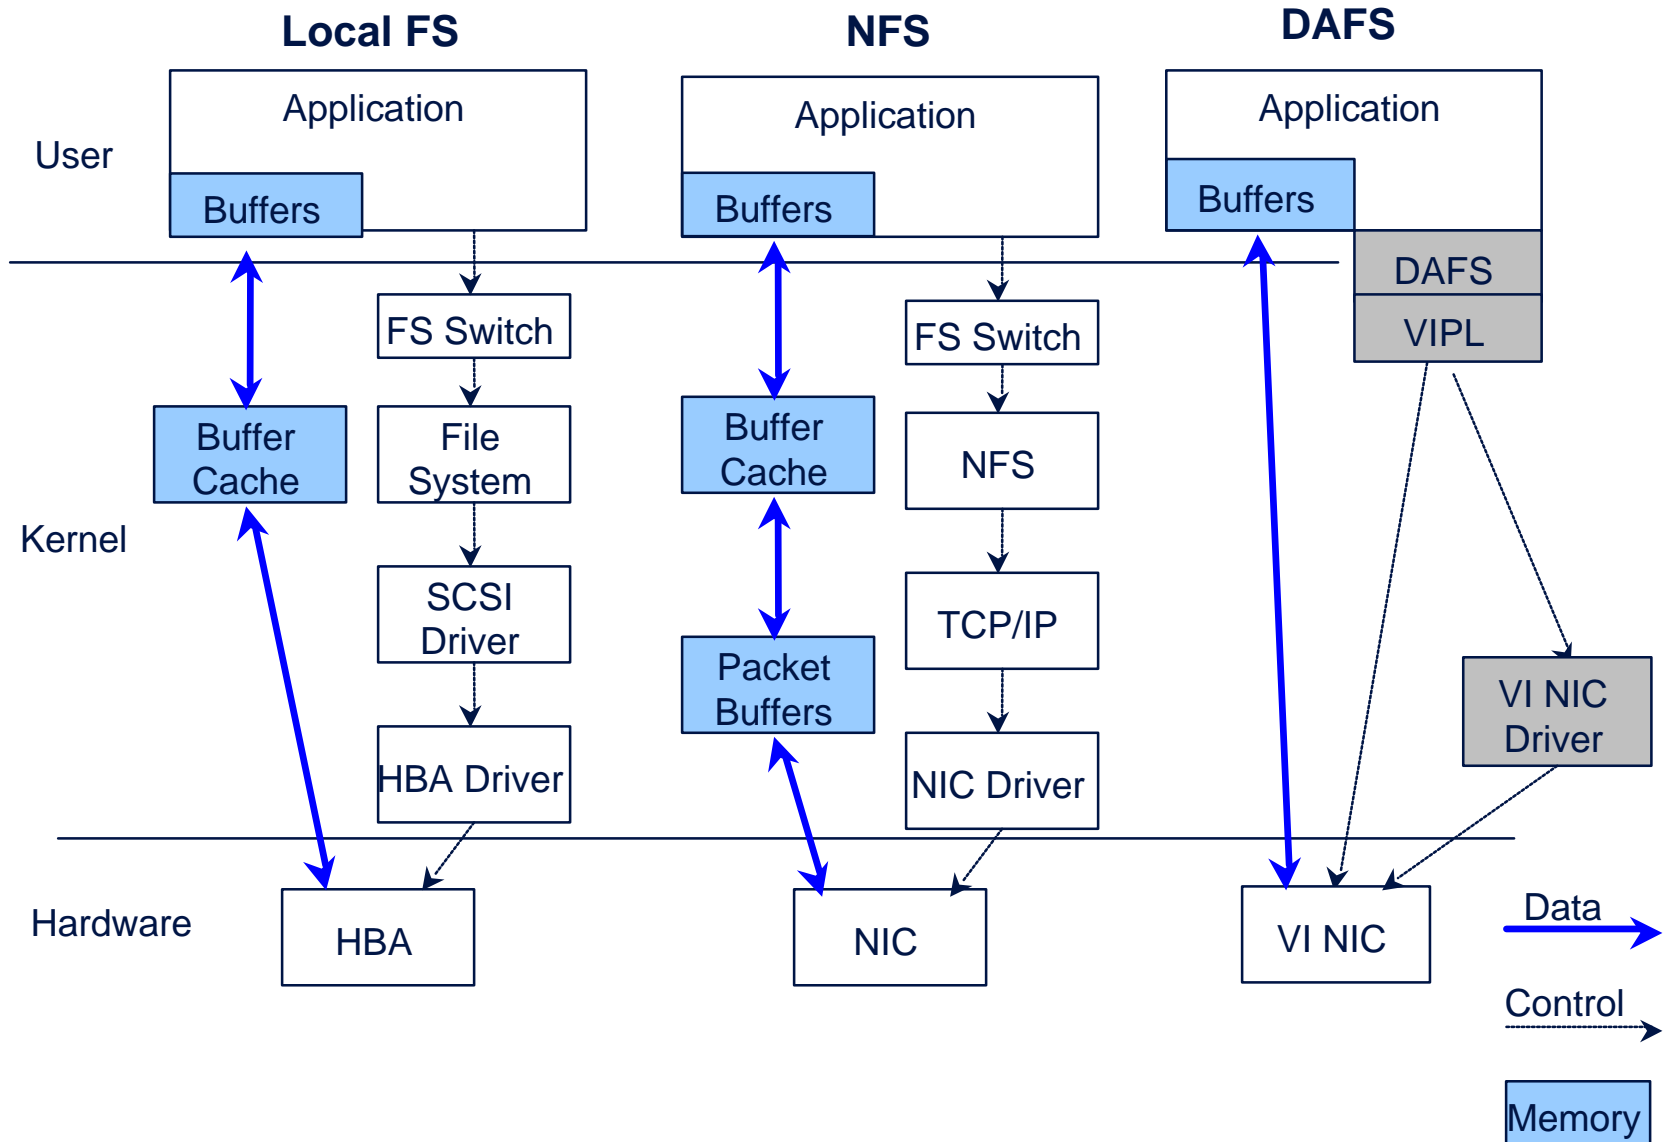 Local FS
NFS
DAFS
Application
Application
Application
User
Buffers
Buffers
Buffers
DAFS
FS Switch
FS Switch
VIPL
Buffer
Cache
File
System
Buffer
Cache
NFS
Kernel
SCSI
Driver
TCP/IP
Packet
Buffers
VI NIC
Driver
HBA Driver
NIC Driver
Hardware
HBA
NIC
VI NIC
Data
Control
Memory